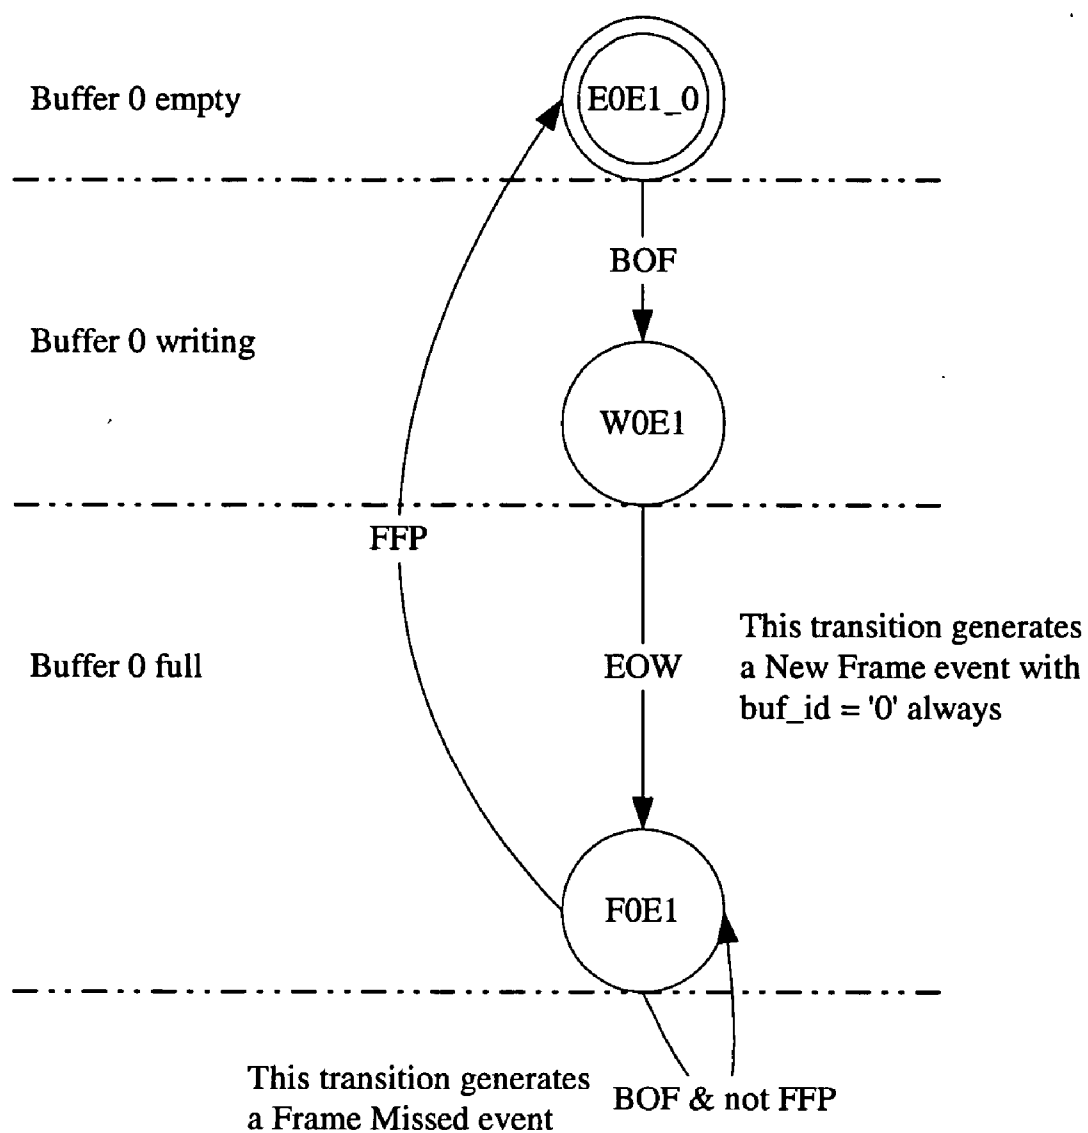 Buffer 0 empty
E0E1_0
BOF
Buffer 0 writing
W0E1
FFP
Buffer 0 full
EOW
This transition generates
a New Frame event with
buf_id = '0' always
F0E1
This transition generates
a Frame Missed event
BOF & not FFP